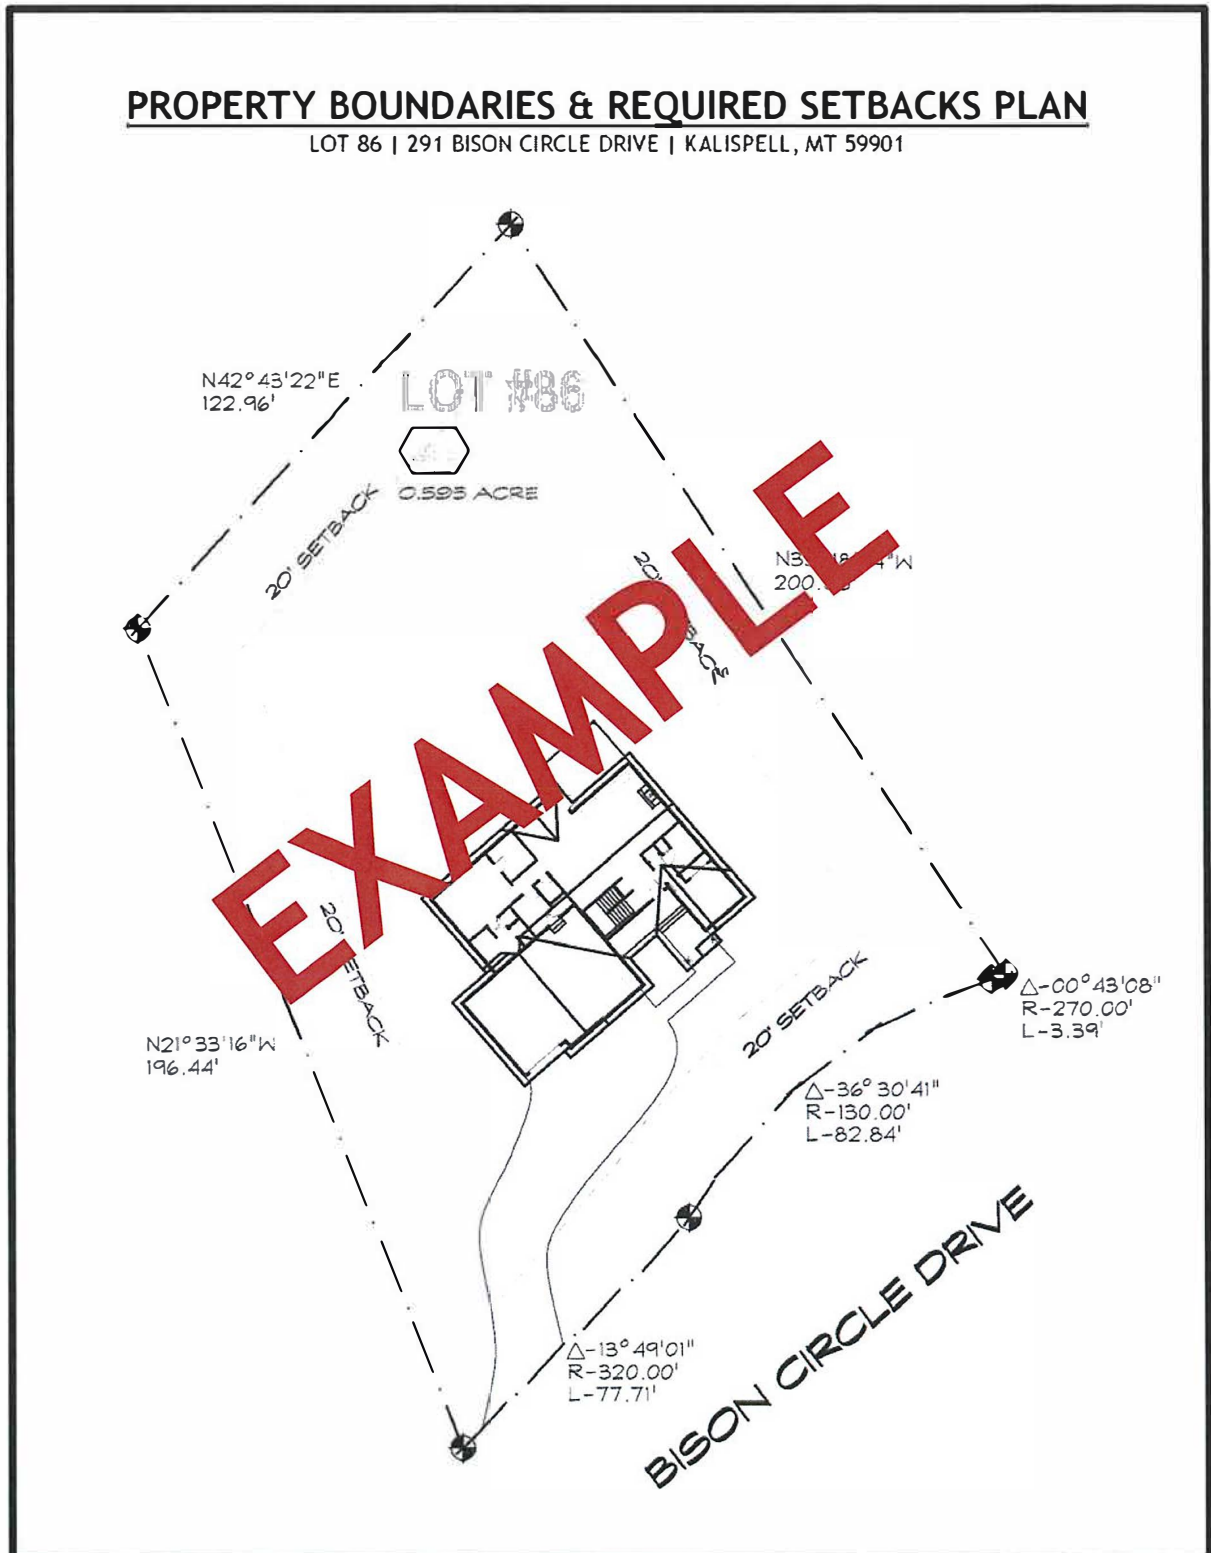 PROPERTY BOUNDARIES & REQUIRED SETBACKS PLAN
LOT 86 | 291 BISON CIRCLE DRIVE | KALISPELL, MT 59901
N42°43'22"E
122.96'
LOT #86
0.595 ACRE
20' SETBACK
20'
EXAMPLE
20' SETBACK
N21°33'16"W
196.44'
20' SETBACK
△-00°43'08"
R-270.00'
L-3.39'
△-36°30'41"
R-130.00'
L-82.84'
△-13°49'01"
R-320.00'
L-77.71'
BISON CIRCLE DRIVE